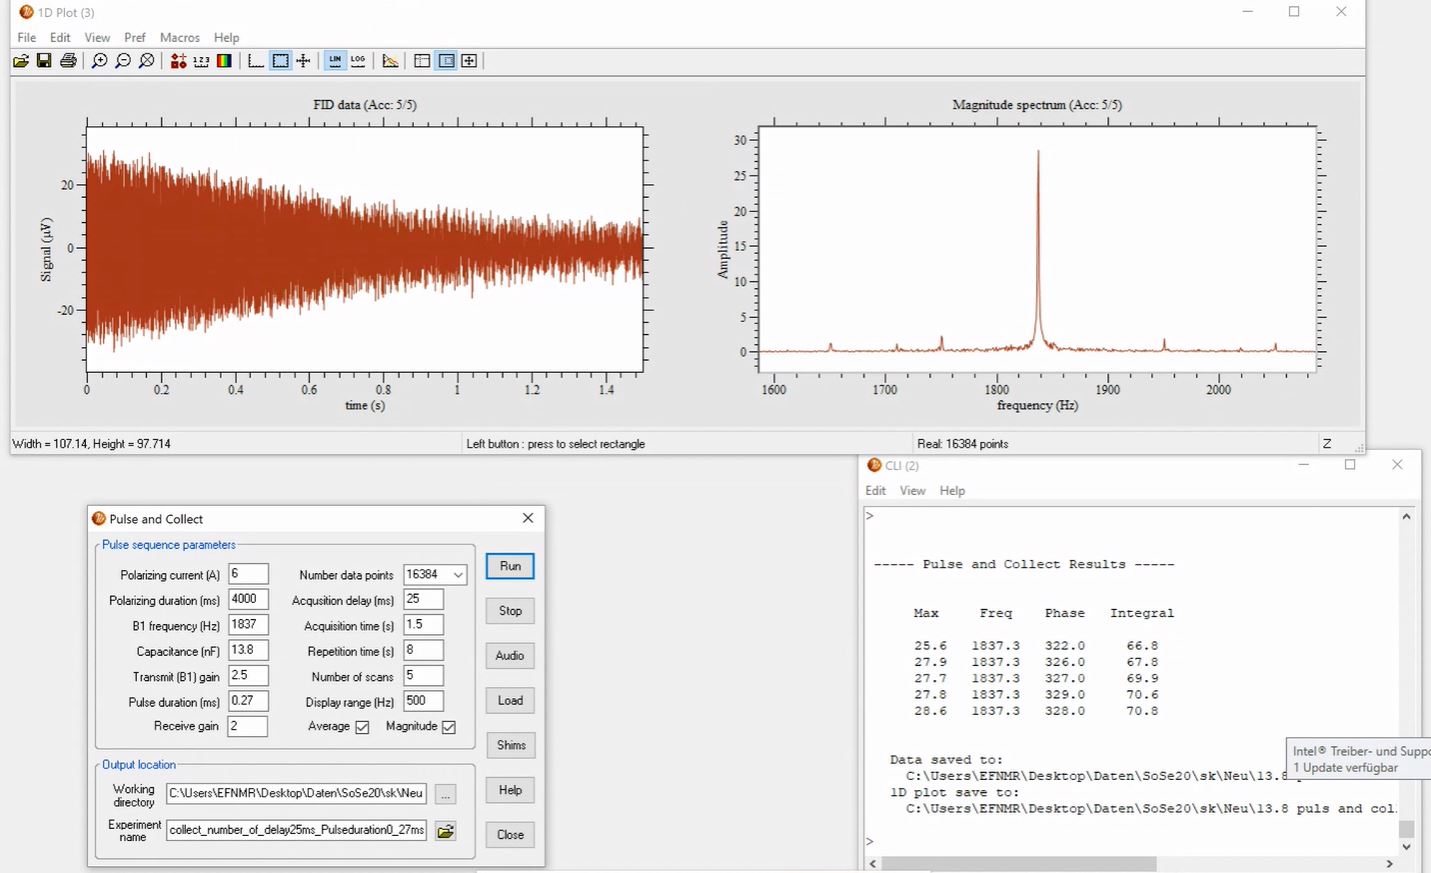 1D Plot (3)
File Edit View Pref Macros Help
1 2 3 LIN LOG
FID data (Acc: 5/5)
Signal (µV)
20
0
-20
0 0.2 0.4 0.6 0.8 1 1.2 1.4
time (s)
Magnitude spectrum (Acc: 5/5)
Amplitude
30
25
20
15
10
5
0
1600 1700 1800 1900 2000
frequency (Hz)
Width = 107.14, Height = 97.714 Left button : press to select rectangle Real: 16384 points Z
Pulse and Collect
Pulse sequence parameters
Polarizing current (A) 6 Number data points 16384
Polarizing duration (ms) 4000 Acqusition delay (ms) 25
B1 frequency (Hz) 1837 Acquisition time (s) 1.5
Capacitance (nF) 13.8 Repetition time (s) 8
Transmit (B1) gain 2.5 Number of scans 5
Pulse duration (ms) 0.27 Display range (Hz) 500
Receive gain 2 Average Magnitude
Run
Stop
Audio
Load
Shims
Help
Close
Output location
Working
directory
C:\Users\EFNMR\Desktop\Daten\SoSe20\sk\Neu ...
Experiment
name
collect_number_of_delay25ms_Pulseduration0_27ms
CLI (2)
Edit View Help
>
----- Pulse and Collect Results -----
Max Freq Phase Integral
25.6 1837.3 322.0 66.8
27.9 1837.3 326.0 67.8
27.7 1837.3 327.0 69.9
27.8 1837.3 329.0 70.6
28.6 1837.3 328.0 70.8
Data saved to:
C:\Users\EFNMR\Desktop\Daten\SoSe20\sk\Neu\13.8
1D plot save to:
C:\Users\EFNMR\Desktop\Daten\SoSe20\sk\Neu\13.8 puls and col
>
Intel® Treiber- und Suppo
1 Update verfügbar